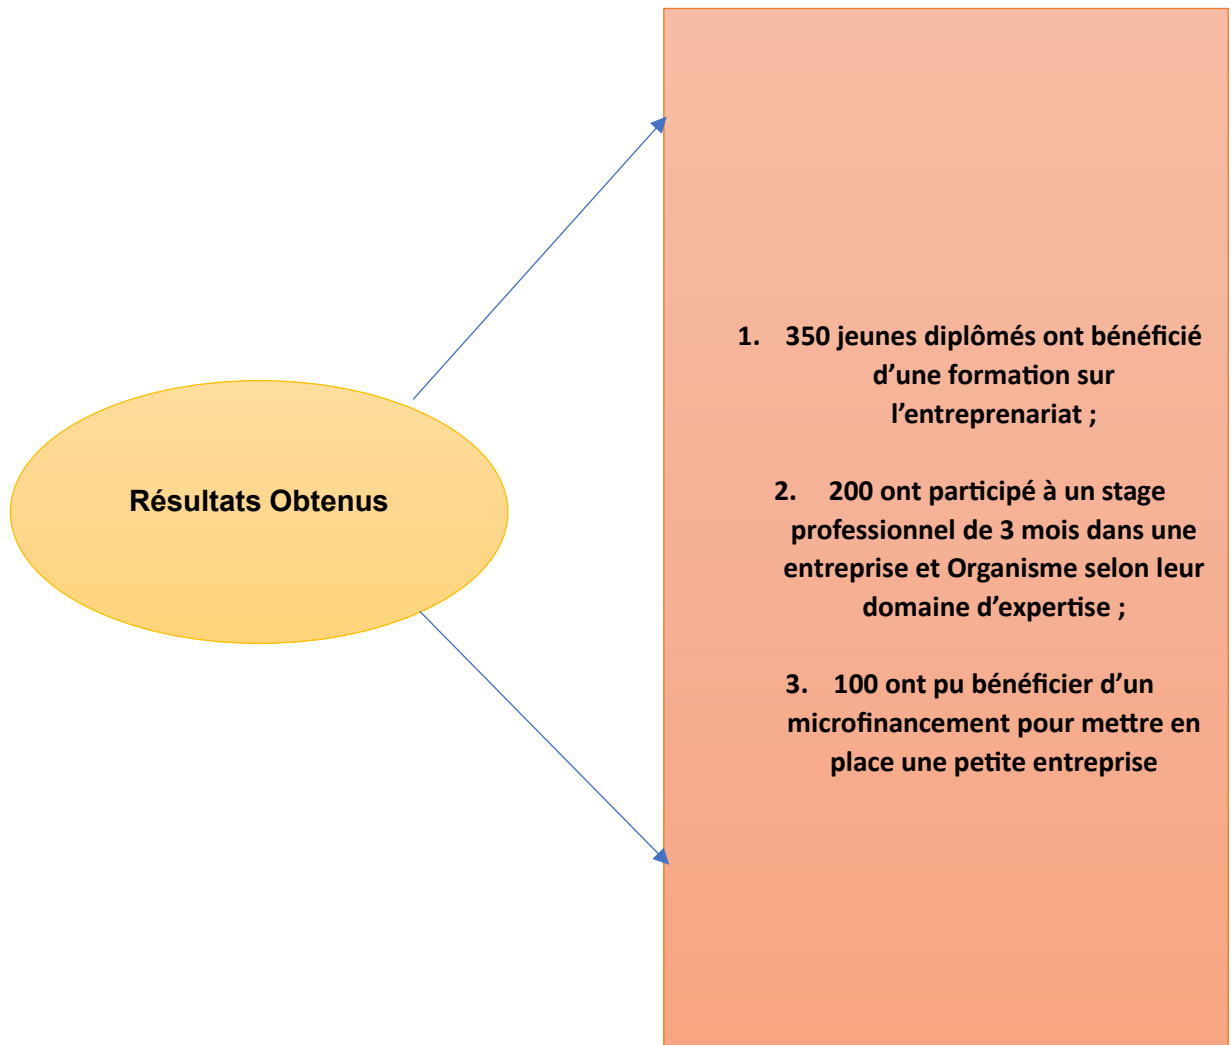 Résultats Obtenus
1. 350 jeunes diplômés ont bénéficié
d’une formation sur
l’entreprenariat ;
2. 200 ont participé à un stage
professionnel de 3 mois dans une
entreprise et Organisme selon leur
domaine d’expertise ;
3. 100 ont pu bénéficier d’un
microfinancement pour mettre en
place une petite entreprise